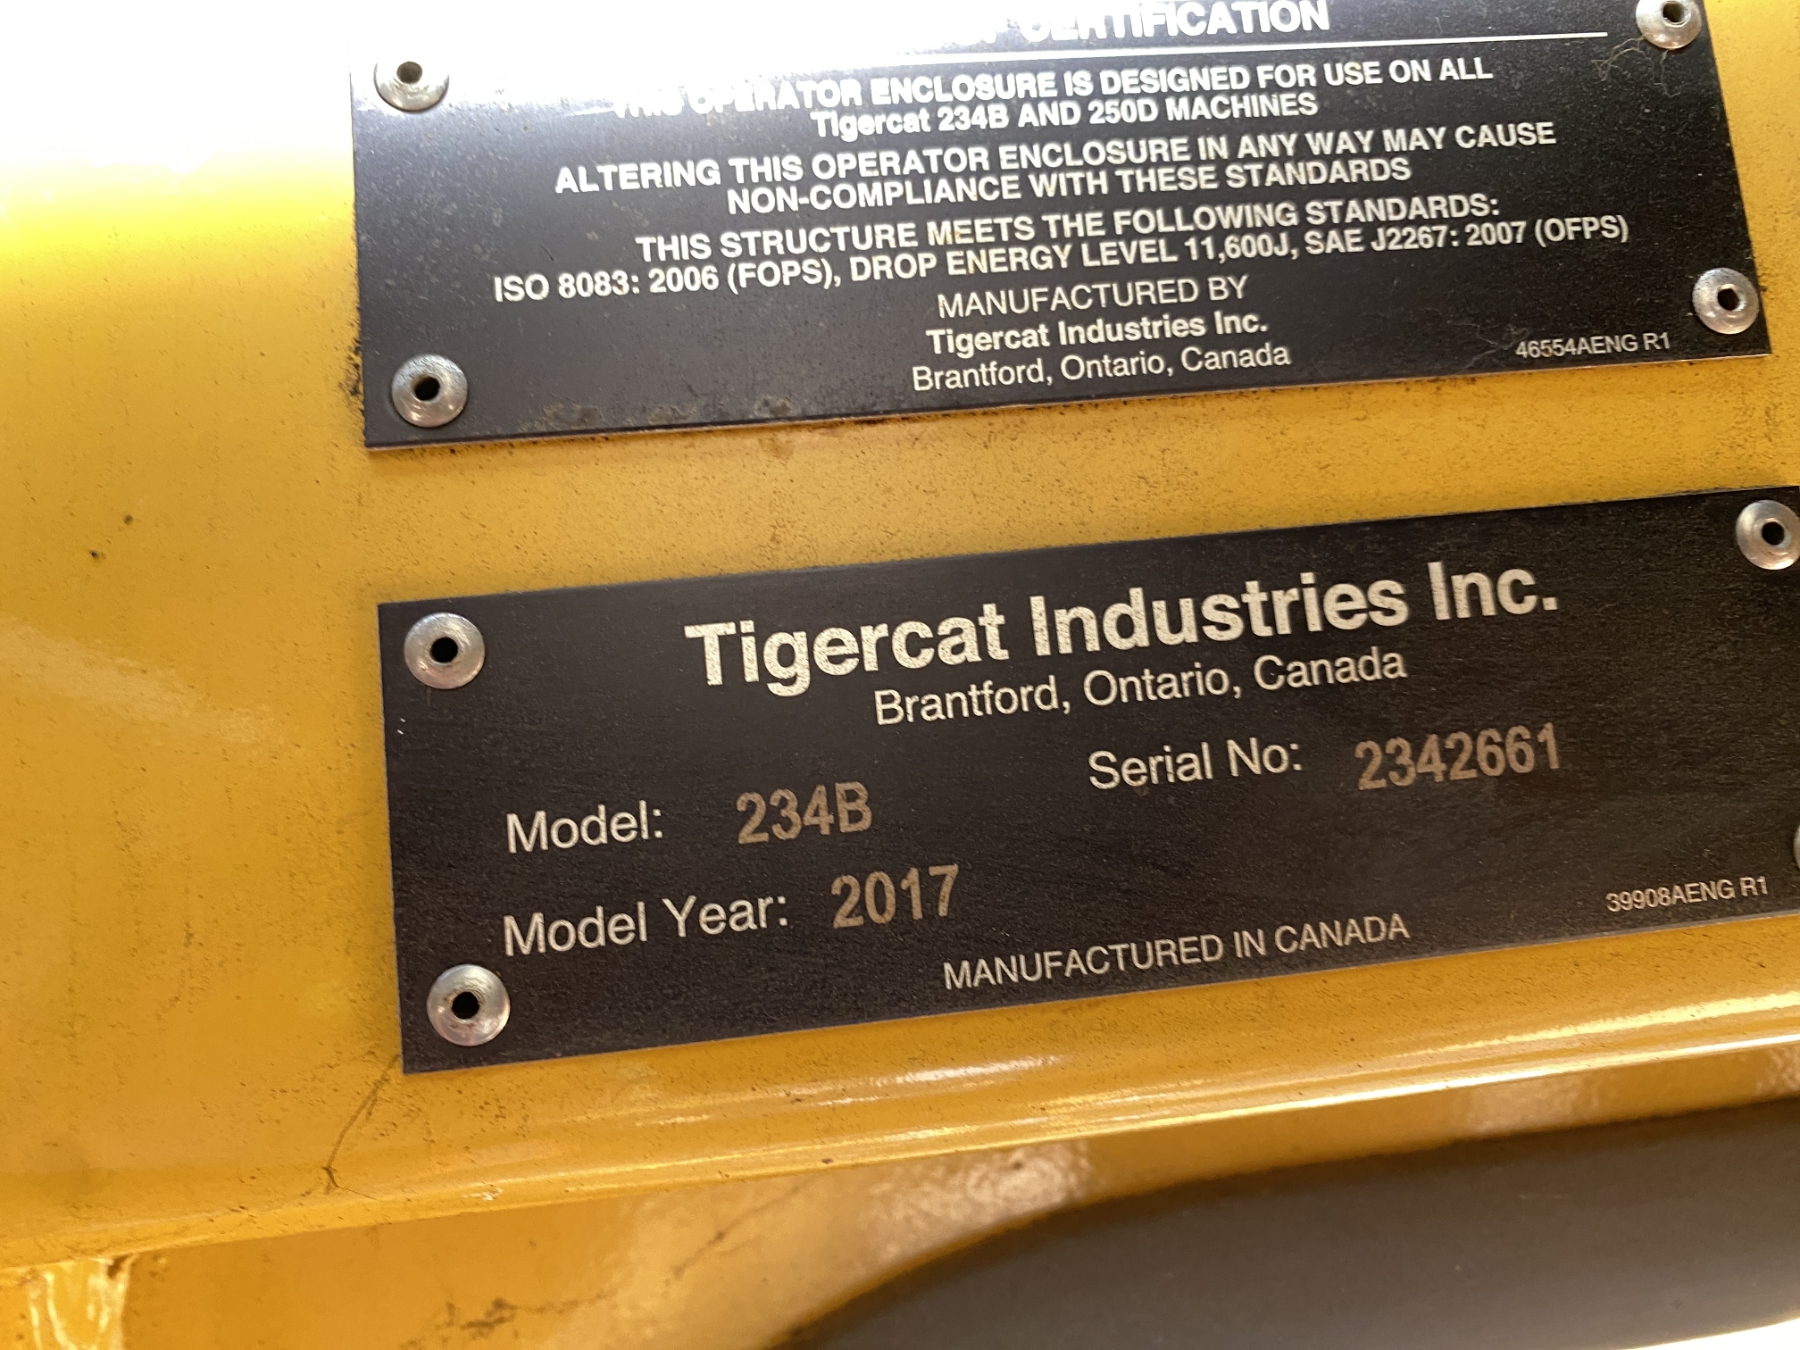 CERTIFICATION
THIS OPERATOR ENCLOSURE IS DESIGNED FOR USE ON ALL
Tigercat 234B AND 250D MACHINES
ALTERING THIS OPERATOR ENCLOSURE IN ANY WAY MAY CAUSE
NON-COMPLIANCE WITH THESE STANDARDS
THIS STRUCTURE MEETS THE FOLLOWING STANDARDS:
ISO 8083: 2006 (FOPS), DROP ENERGY LEVEL 11,600J, SAE J2267: 2007 (OFPS)
MANUFACTURED BY
Tigercat Industries Inc.
Brantford, Ontario, Canada
46554AENG R1
Tigercat Industries Inc.
Brantford, Ontario, Canada
Serial No: 2342661
Model: 234B
Model Year: 2017
39908AENG R1
MANUFACTURED IN CANADA